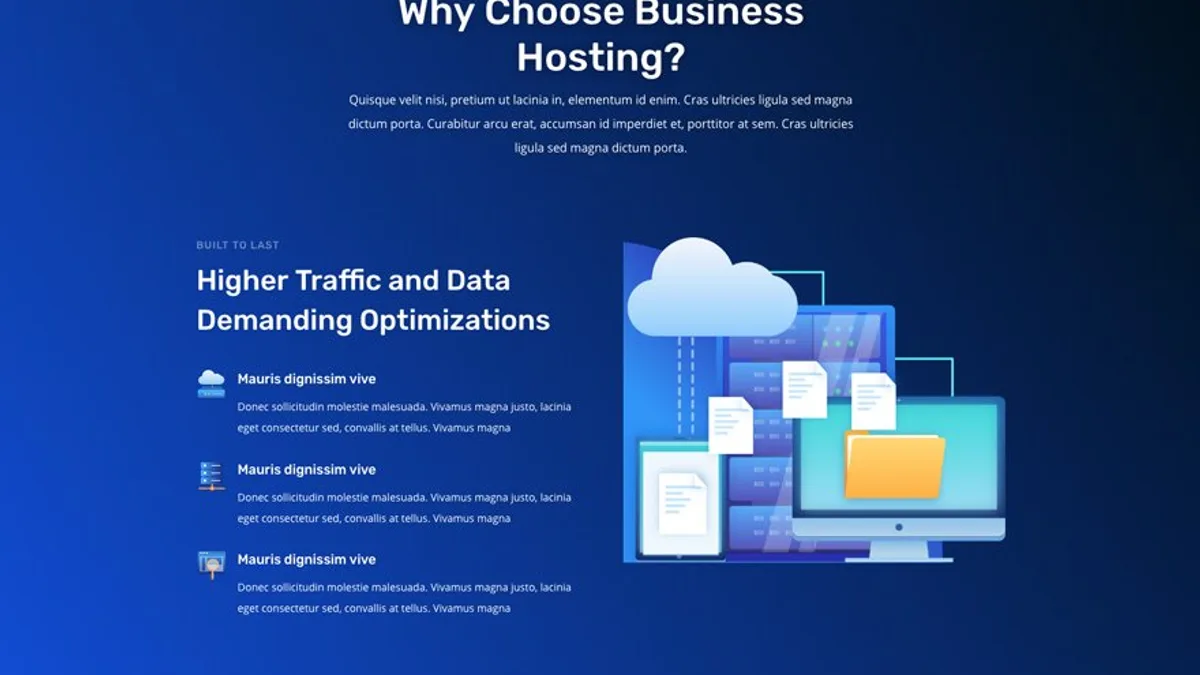 Why Choose Business
Hosting?
Quisque velit nisi, pretium ut lacinia in, elementum id enim. Cras ultricies ligula sed magna
dictum porta. Curabitur arcu erat, accumsan id imperdiet et, porttitor at sem. Cras ultricies
ligula sed magna dictum porta.
BUILT TO LAST
Higher Traffic and Data
Demanding Optimizations
Mauris dignissim vive
Donec sollicitudin molestie malesuada. Vivamus magna justo, lacinia
eget consectetur sed, convallis at tellus. Vivamus magna
Mauris dignissim vive
Donec sollicitudin molestie malesuada. Vivamus magna justo, lacinia
eget consectetur sed, convallis at tellus. Vivamus magna
Mauris dignissim vive
Donec sollicitudin molestie malesuada. Vivamus magna justo, lacinia
eget consectetur sed, convallis at tellus. Vivamus magna